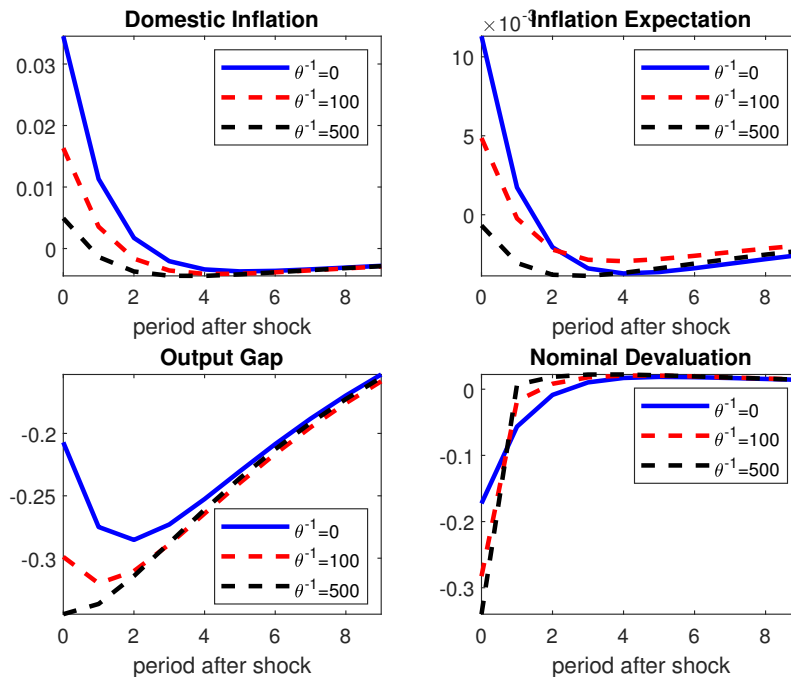 Domestic Inflation
0.03
0.02
0.01
0
θ⁻¹=0
θ⁻¹=100
θ⁻¹=500
0 2 4 6 8
period after shock
Inflation Expectation
×10⁻³
10
5
0
θ⁻¹=0
θ⁻¹=100
θ⁻¹=500
0 2 4 6 8
period after shock
Output Gap
-0.2
-0.25
-0.3
θ⁻¹=0
θ⁻¹=100
θ⁻¹=500
0 2 4 6 8
period after shock
Nominal Devaluation
0
-0.1
-0.2
-0.3
θ⁻¹=0
θ⁻¹=100
θ⁻¹=500
0 2 4 6 8
period after shock